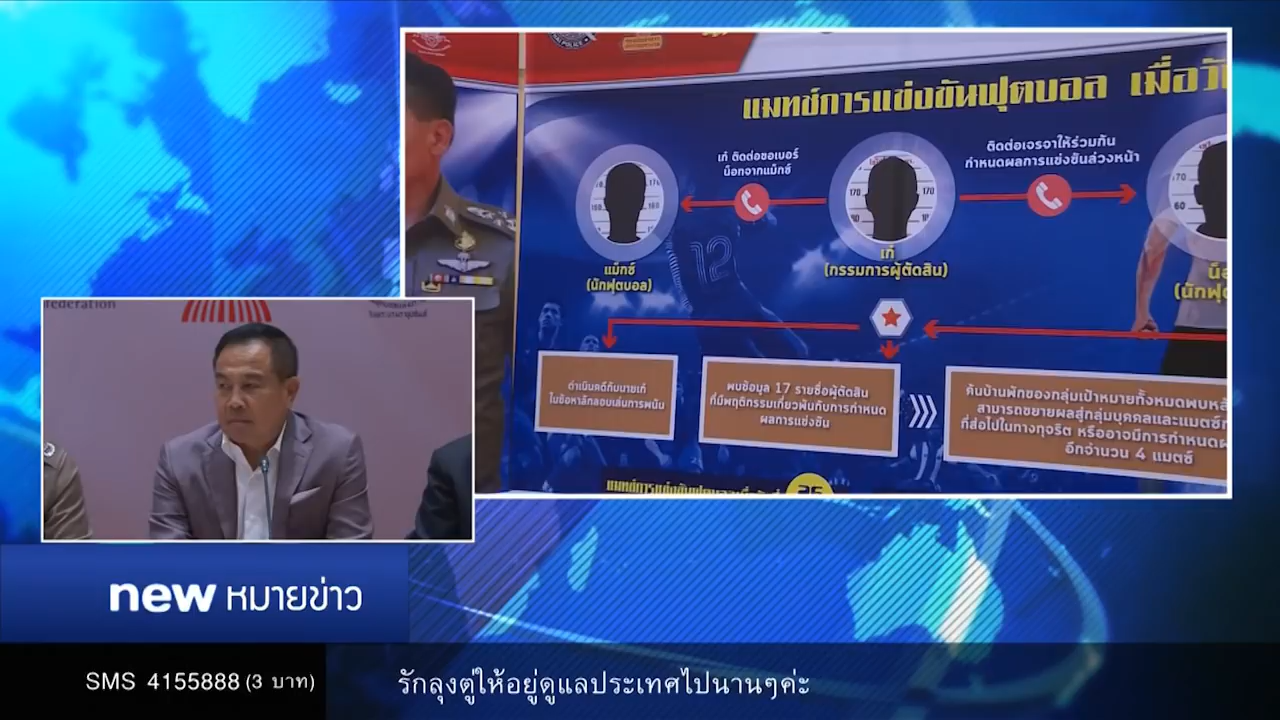 แมทช์การแข่งขันฟุตบอล เมื่อวั
เก๋ ติดต่อขอเบอร์
น็อกจากแม็กซ์
ติดต่อเจรจาให้ร่วมกัน
กำหนดผลการแข่งขันล่วงหน้า
170
160
170
170
70
60
แม็กซ์
(นักฟุตบอล)
เก๋
(กรรมการผู้ตัดสิน)
(นักฟุ
12
ดำเนินคดีกับนายเก๋
ในข้อหาลักลอบเล่นการพนัน
พบข้อมูล 17 รายชื่อผู้ตัดสิน
ที่มีพฤติกรรมเกี่ยวพันกับการกำหนด
ผลการแข่งขัน
ค้นบ้านพักของกลุ่มเป้าหมายทั้งหมดพบหลั
สามารถขยายผลสู่กลุ่มบุคคลและแมตช์
ที่ส่อไปในทางทุจริต หรืออาจมีการกำหนด
อีกจำนวน 4 แมตซ์
federation
new หมายข่าว
SMS 4155888 (3 บาท)
รักลุงตู่ให้อยู่ดูแลประเทศไปนานๆค่ะ